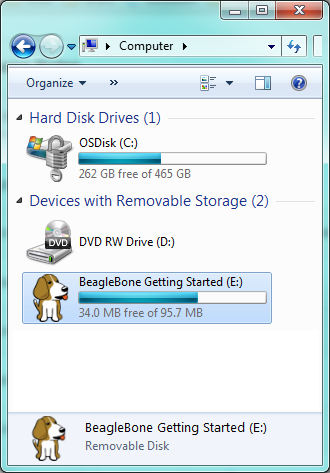 Computer
Organize
»
Hard Disk Drives (1)
OSDisk (C:)
262 GB free of 465 GB
Devices with Removable Storage (2)
DVD
DVD RW Drive (D:)
BeagleBone Getting Started (E:)
34.0 MB free of 95.7 MB
BeagleBone Getting Started (E:)
Removable Disk